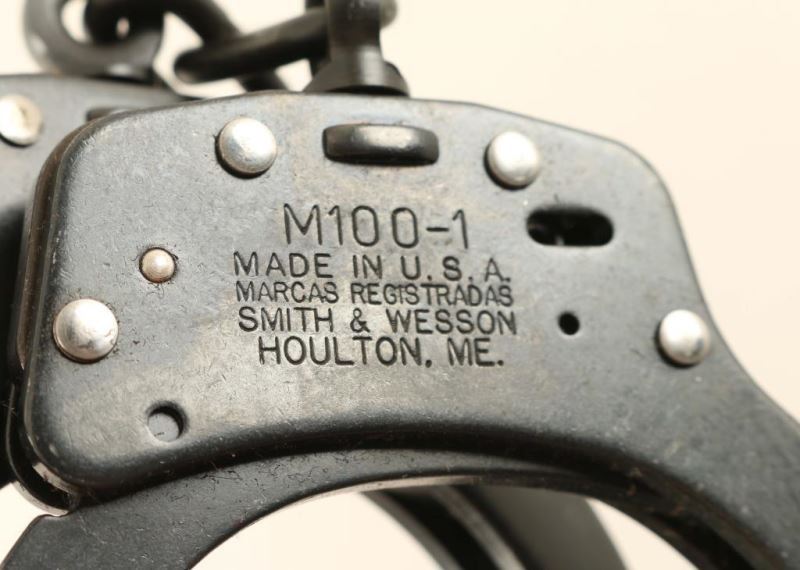 M100-1
MADE IN U.S.A.
MARCAS REGISTRADAS
SMITH & WESSON
HOULTON, ME.